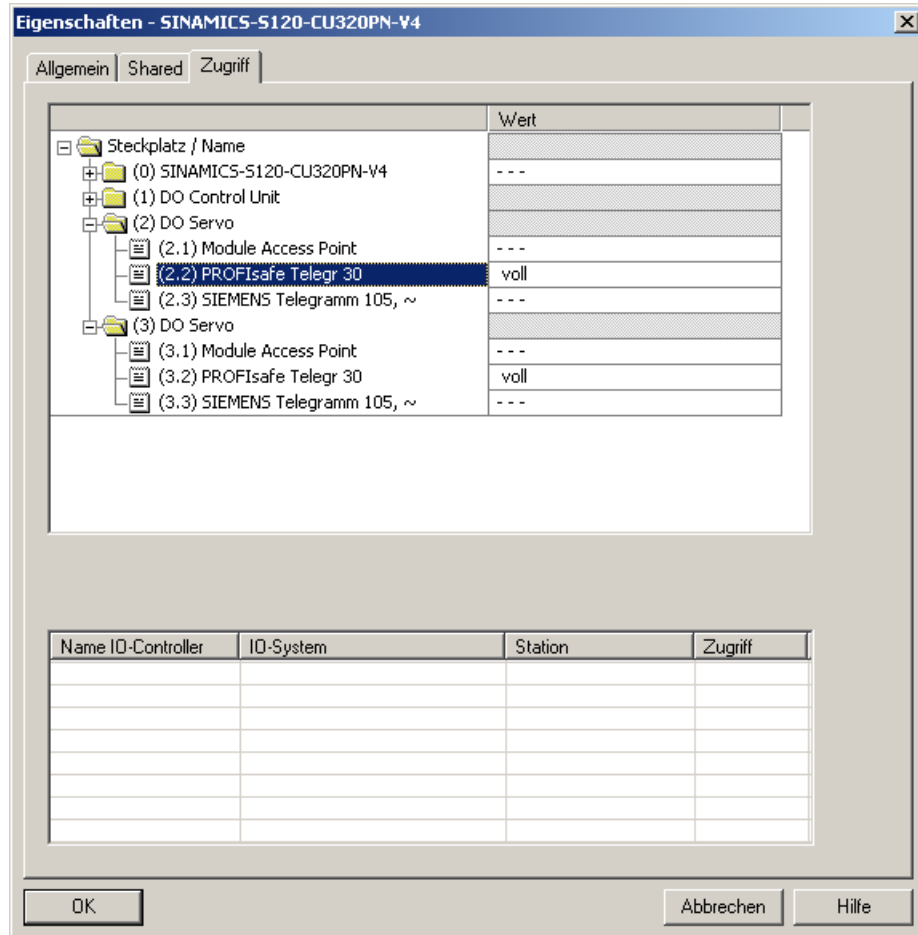 Eigenschaften - SINAMICS-S120-CU320PN-V4
Allgemein Shared Zugriff
Wert
Steckplatz / Name
(0) SINAMICS-S120-CU320PN-V4 - - -
(1) DO Control Unit
(2) DO Servo
(2.1) Module Access Point - - -
(2.2) PROFIsafe Telegr 30 voll
(2.3) SIEMENS Telegramm 105, ~ - - -
(3) DO Servo
(3.1) Module Access Point - - -
(3.2) PROFIsafe Telegr 30 voll
(3.3) SIEMENS Telegramm 105, ~ - - -
Name IO-Controller IO-System Station Zugriff
OK Abbrechen Hilfe